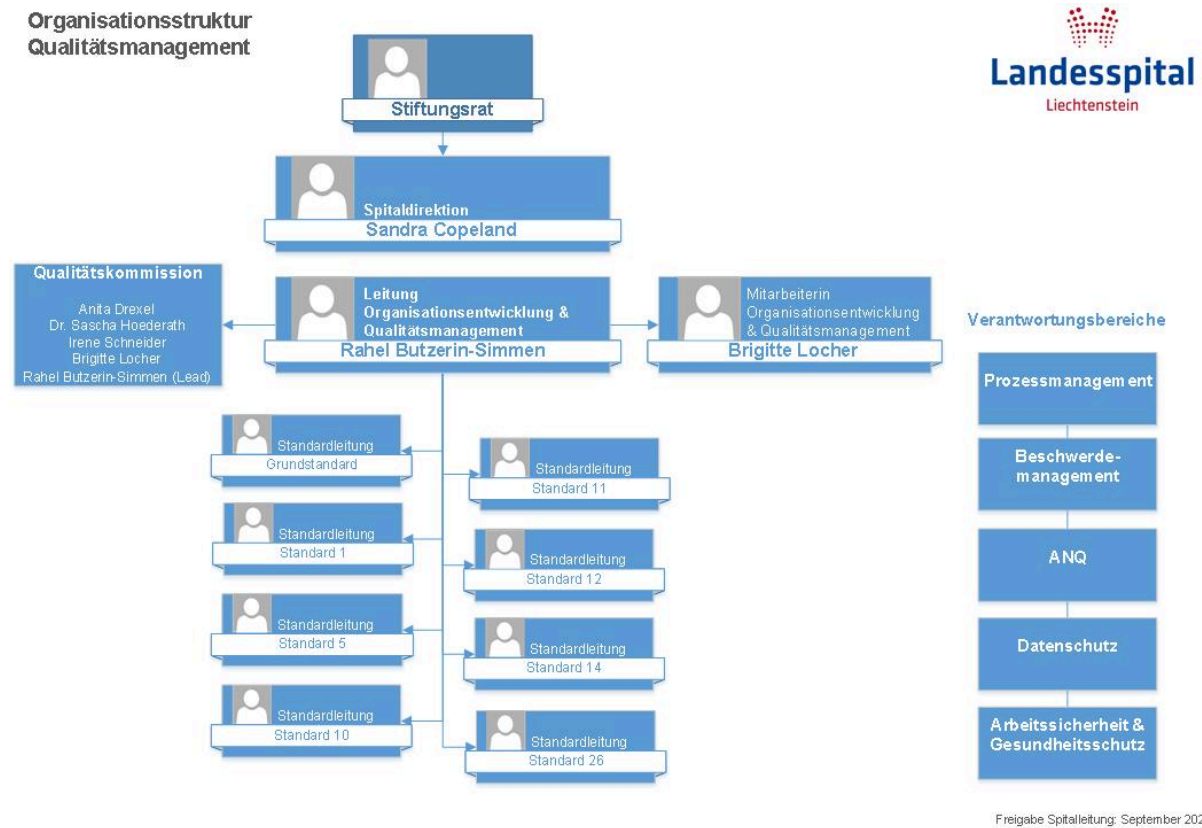 Organisationsstruktur
Qualitätsmanagement
Landesspital
Liechtenstein
Stiftungsrat
Spitaldirektion
Sandra Copeland
Qualitätskommission
Anita Drexel
Dr. Sascha Hoederath
Irene Schneider
Brigitte Locher
Rahel Butzerin-Simmen (Lead)
Leitung
Organisationsentwicklung &
Qualitätsmanagement
Rahel Butzerin-Simmen
Mitarbeiterin
Organisationsentwicklung
& Qualitätsmanagement
Brigitte Locher
Standardleitung
Grundstandard
Standardleitung
Standard 11
Standardleitung
Standard 1
Standardleitung
Standard 12
Standardleitung
Standard 5
Standardleitung
Standard 14
Standardleitung
Standard 10
Standardleitung
Standard 26
Verantwortungsbereiche
Prozessmanagement
Beschwerde-
management
ANQ
Datenschutz
Arbeitssicherheit &
Gesundheitsschutz
Freigabe Spitalleitung: September